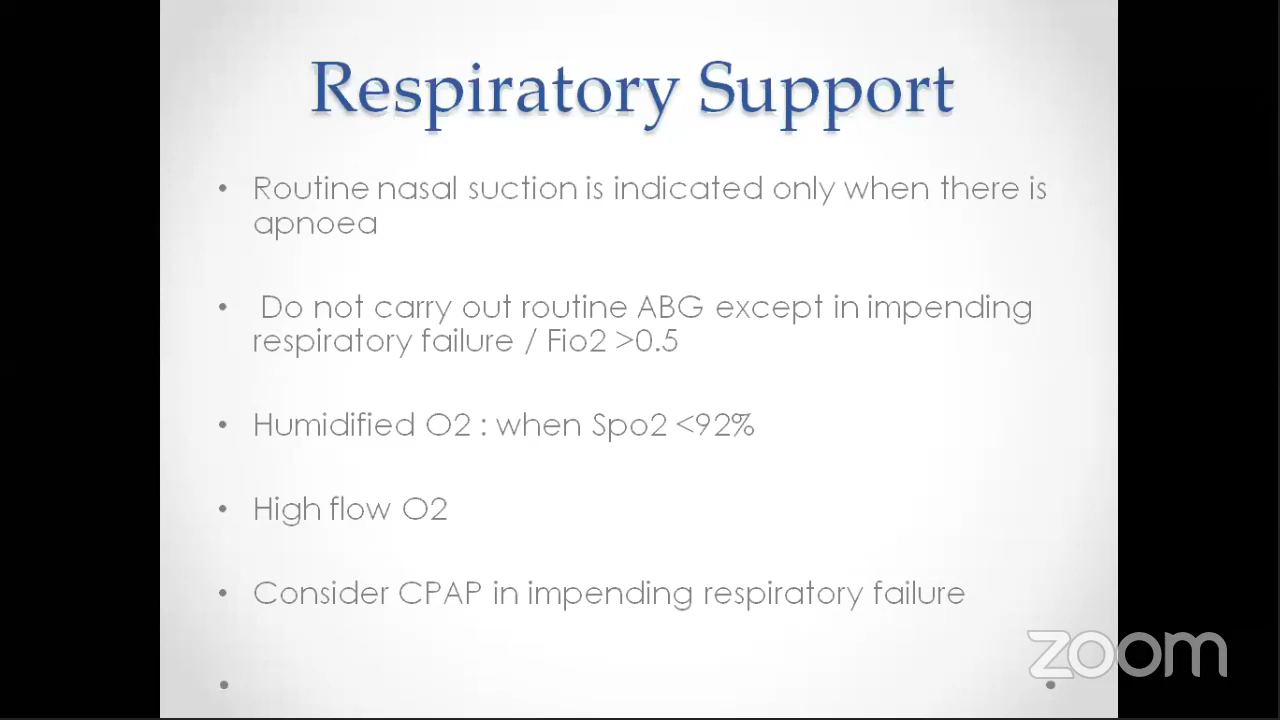 Respiratory Support
• Routine nasal suction is indicated only when there is
apnoea
• Do not carry out routine ABG except in impending
respiratory failure / Fio2 >0.5
• Humidified O2 : when Spo2 <92%
• High flow O2
• Consider CPAP in impending respiratory failure
zoom